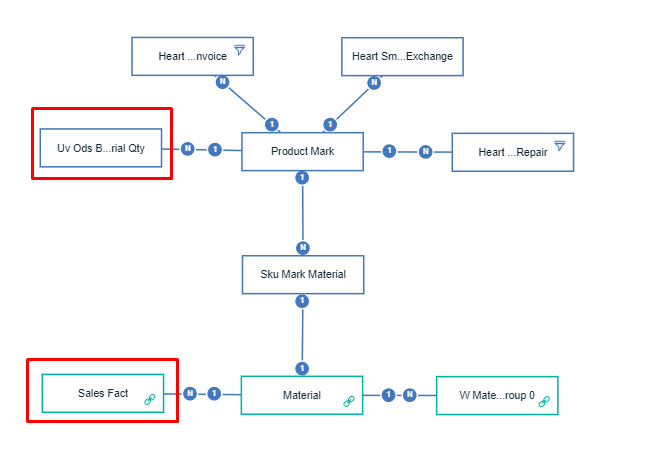 Heart ...nvoice
Heart Sm...Exchange
N
N
1
1
Uv Ods B...rial Qty
N
1
Product Mark
1
N
Heart ...Repair
1
N
Sku Mark Material
1
1
Sales Fact
N
1
Material
1
N
W Mate...roup 0